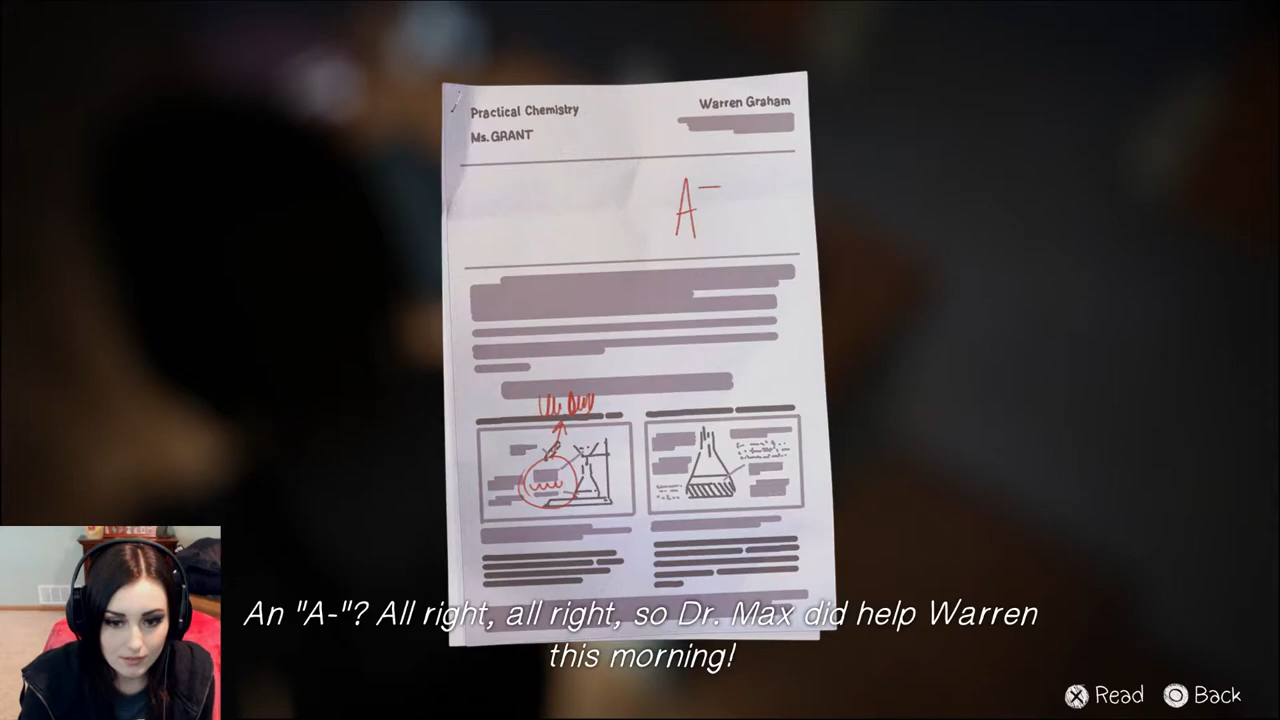 Practical Chemistry
Warren Graham
Ms. GRANT
A-
An "A-"? All right, all right, so Dr. Max did help Warren
this morning!
Read
Back